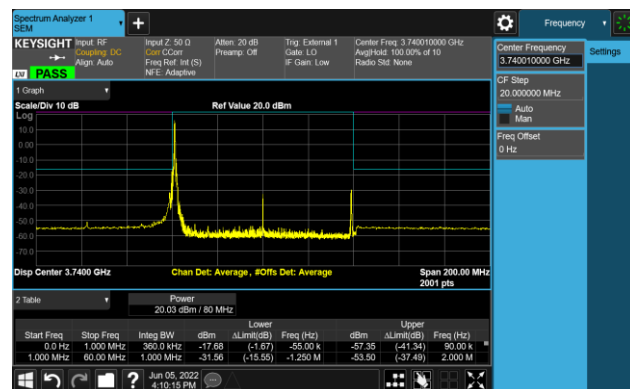 Spectrum Analyzer 1
SEM
Frequency
KEYSIGHT
Input: RF
Coupling: DC
Align: Auto
Input Z: 50 Ω
Corr CCorr
Freq Ref: Int (S)
NFE: Adaptive
Atten: 20 dB
Preamp: Off
Trig: External 1
Gate: LO
IF Gain: Low
Center Freq: 3.740010000 GHz
Avg|Hold: 100.00% of 10
Radio Std: None
LXI PASS
Center Frequency
3.740010000 GHz
Settings
CF Step
20.000000 MHz
Auto
Man
Freq Offset
0 Hz
1 Graph
Scale/Div 10 dB
Ref Value 20.0 dBm
Log
10.0
0.00
-10.0
-20.0
-30.0
-40.0
-50.0
-60.0
-70.0
Disp Center 3.7400 GHz
Chan Det: Average , #Offs Det: Average
Span 200.00 MHz
2001 pts
2 Table
Power
20.03 dBm / 80 MHz
Lower Upper
Start Freq Stop Freq Integ BW dBm ΔLimit(dB) Freq (Hz) dBm ΔLimit(dB) Freq (Hz)
0.0 Hz 1.000 MHz 360.0 kHz -17.68 (-1.67) -55.00 k -57.35 (-41.34) 90.00 k
1.000 MHz 60.00 MHz 1.000 MHz -31.56 (-15.55) -1.250 M -53.50 (-37.49) 2.000 M
?
Jun 05, 2022
4:10:15 PM